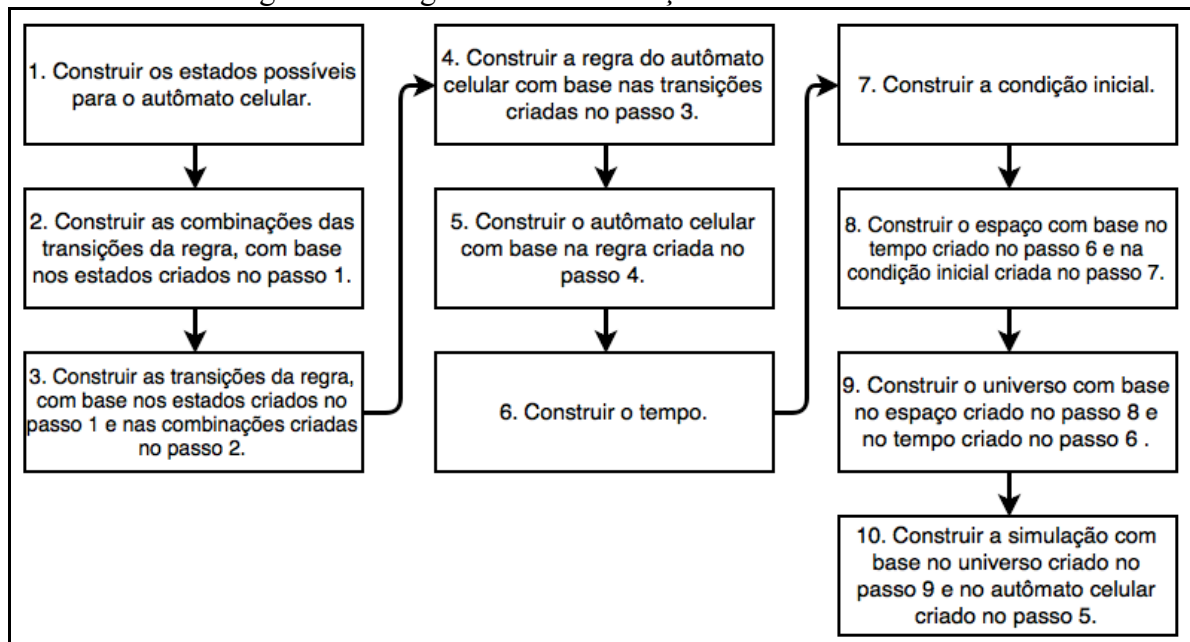 1. Construir os estados possíveis
para o autômato celular.
2. Construir as combinações das
transições da regra, com base
nos estados criados no passo 1.
3. Construir as transições da regra,
com base nos estados criados no
passo 1 e nas combinações criadas
no passo 2.
4. Construir a regra do autômato
celular com base nas transições
criadas no passo 3.
5. Construir o autômato celular
com base na regra criada no
passo 4.
6. Construir o tempo.
7. Construir a condição inicial.
8. Construir o espaço com base no
tempo criado no passo 6 e na
condição inicial criada no passo 7.
9. Construir o universo com base
no espaço criado no passo 8 e
no tempo criado no passo 6 .
10. Construir a simulação com
base no universo criado no
passo 9 e no autômato celular
criado no passo 5.